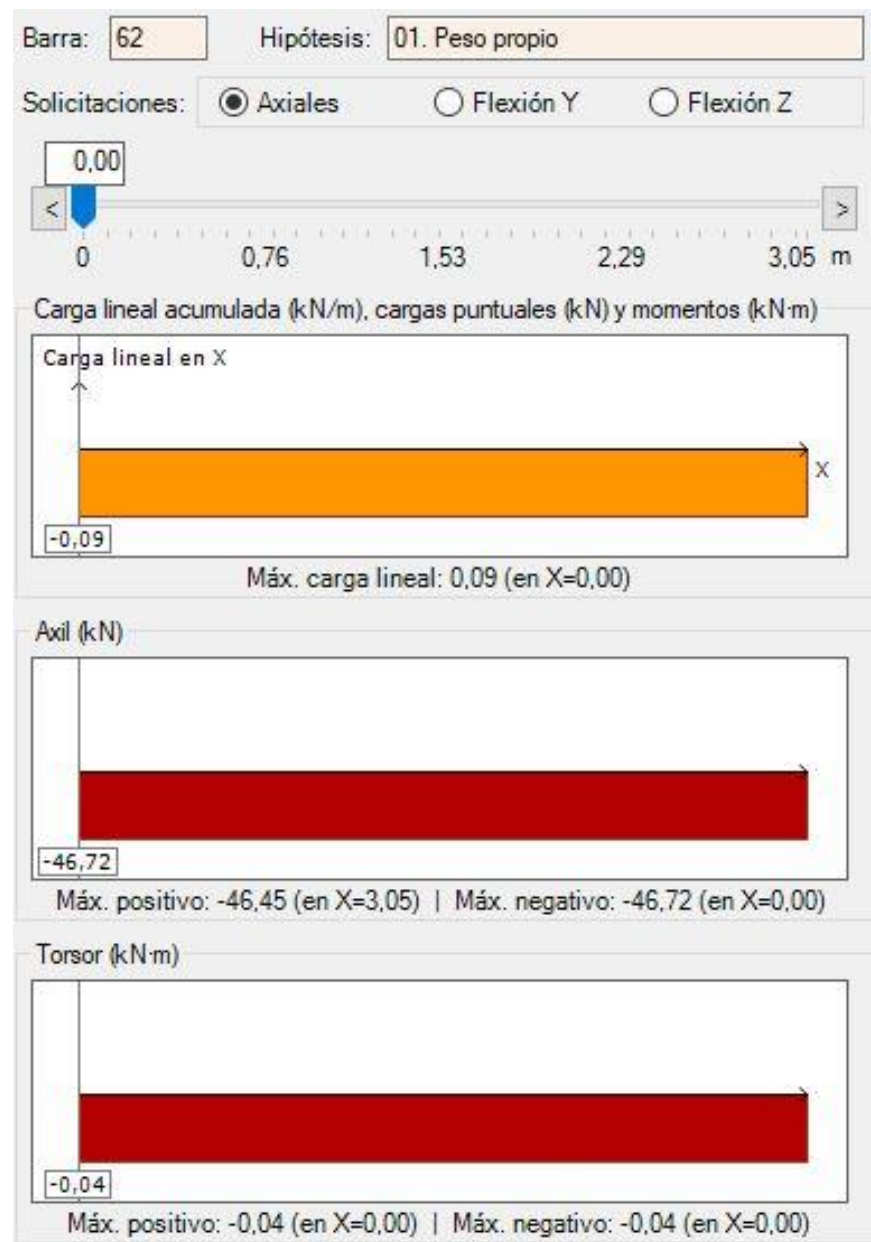 Barra: 62 Hipótesis: 01. Peso propio
Solicitaciones: Axiales Flexión Y Flexión Z
0,00
< >
0 0,76 1,53 2,29 3,05 m
Carga lineal acumulada (kN/m), cargas puntuales (kN) y momentos (kN·m)
Carga lineal en X
X
-0,09
Máx. carga lineal: 0,09 (en X=0,00)
Axil (kN)
-46,72
Máx. positivo: -46,45 (en X=3,05) | Máx. negativo: -46,72 (en X=0,00)
Torsor (kN·m)
-0,04
Máx. positivo: -0,04 (en X=0,00) | Máx. negativo: -0,04 (en X=0,00)